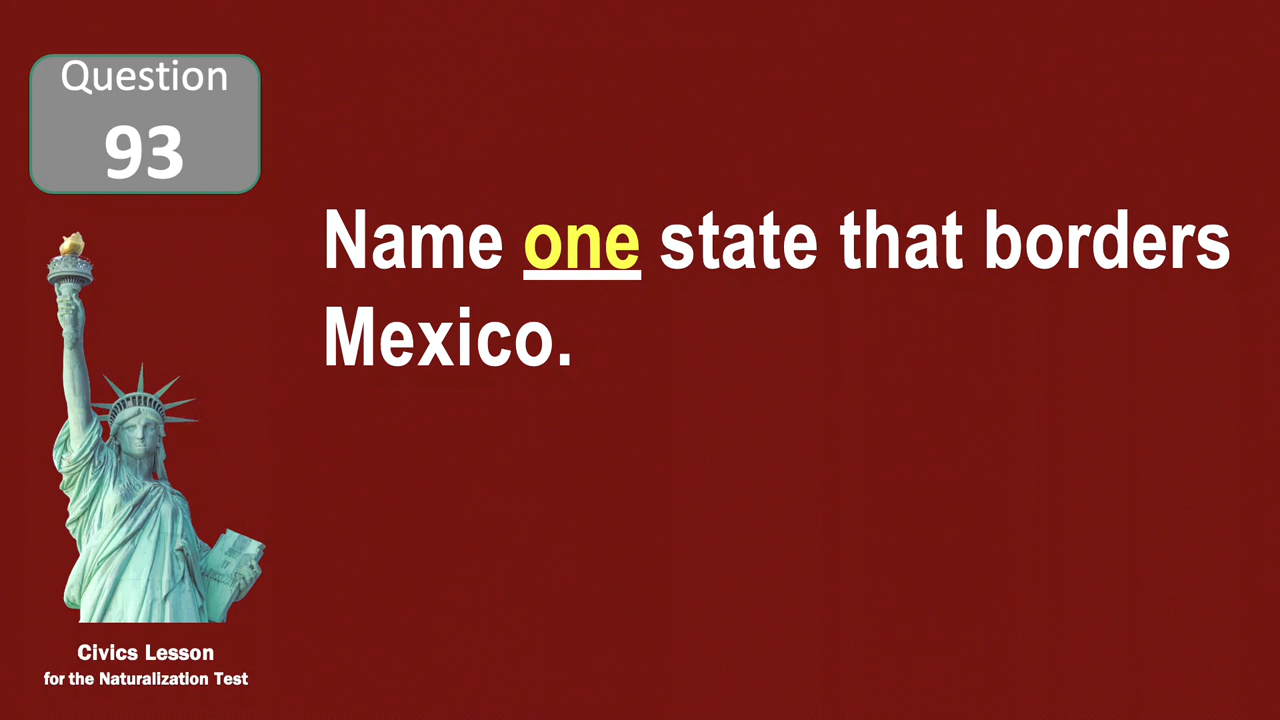 Question
93
Name one state that borders
Mexico.
Civics Lesson
for the Naturalization Test